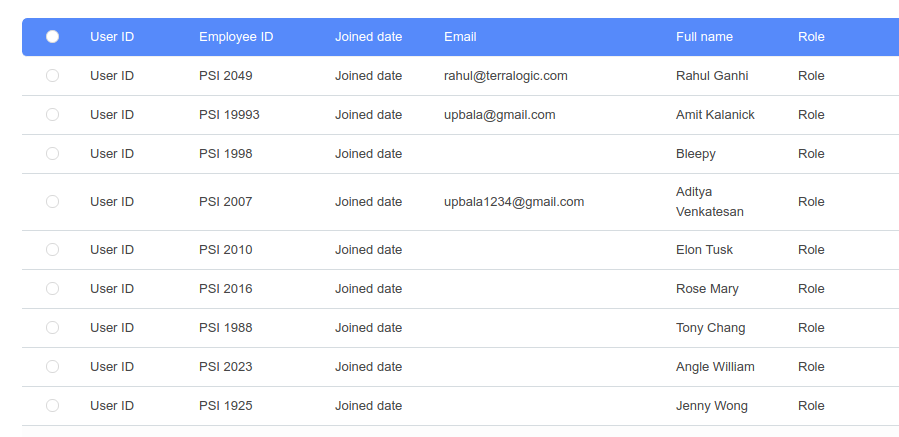 User ID Employee ID Joined date Email Full name Role
User ID PSI 2049 Joined date rahul@terralogic.com Rahul Ganhi Role
User ID PSI 19993 Joined date upbala@gmail.com Amit Kalanick Role
User ID PSI 1998 Joined date Bleepy Role
User ID PSI 2007 Joined date upbala1234@gmail.com Aditya Venkatesan Role
User ID PSI 2010 Joined date Elon Tusk Role
User ID PSI 2016 Joined date Rose Mary Role
User ID PSI 1988 Joined date Tony Chang Role
User ID PSI 2023 Joined date Angle William Role
User ID PSI 1925 Joined date Jenny Wong Role